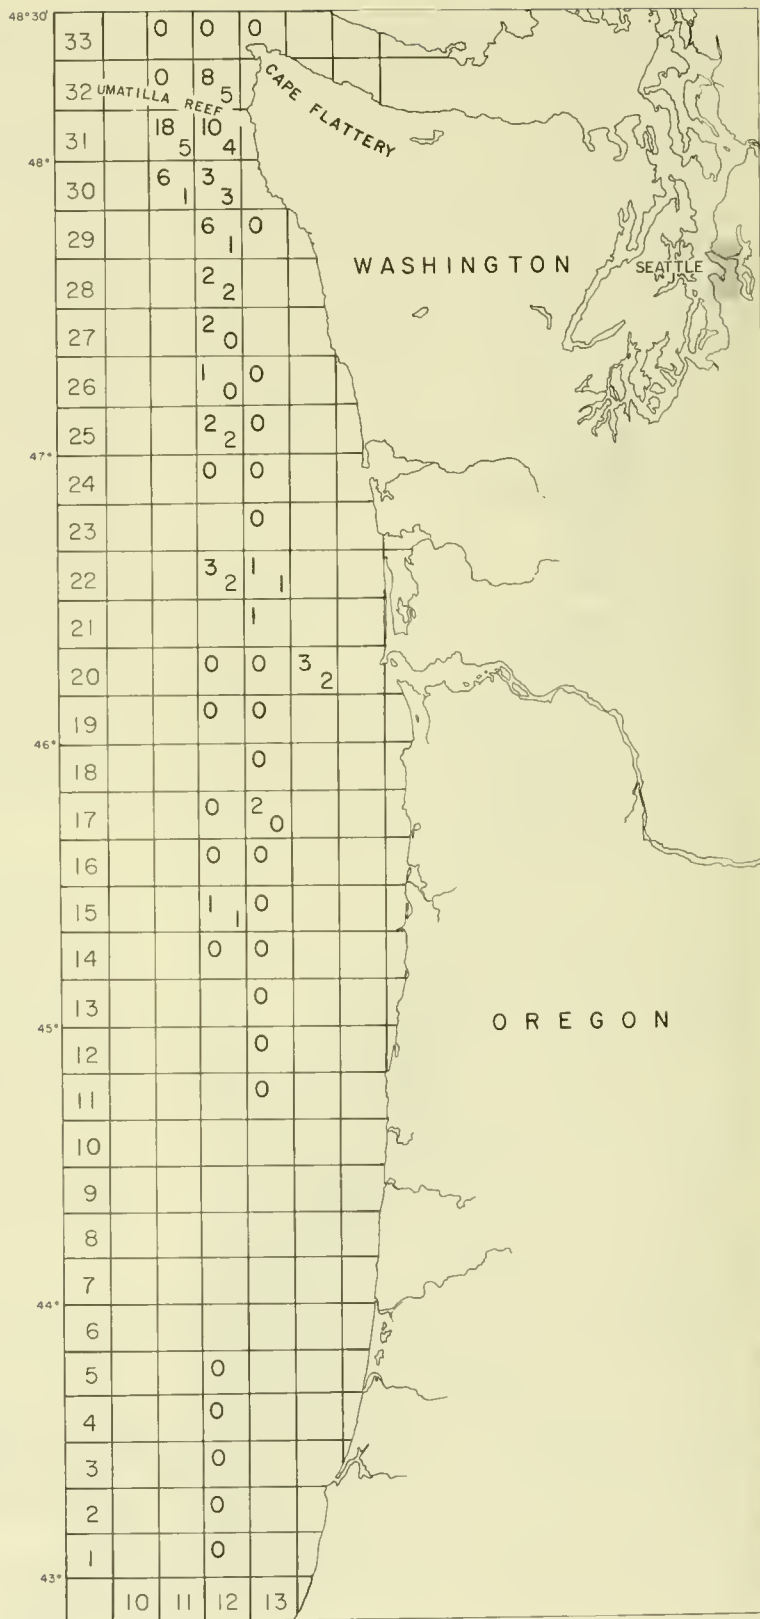 48°30'
33 0 0 0
32 0 8 5
UMATILLA REEF
CAPE FLATTERY
31 18 5 10 4
48°
30 6 1 3 3
29 6 1 0
WASHINGTON
SEATTLE
28 2 2
27 2 0
26 1 0 0
25 2 2 0
47°
24 0 0
23 0
22 3 2 1 1
21 1
20 0 0 3 2
19 0 0
46°
18 0
17 0 2 0
16 0 0
15 1 1 0
14 0 0
13 0
45°
OREGON
12 0
11 0
10
9
8
7
44°
6
5 0
4 0
3 0
2 0
1 0
43°
10 11 12 13